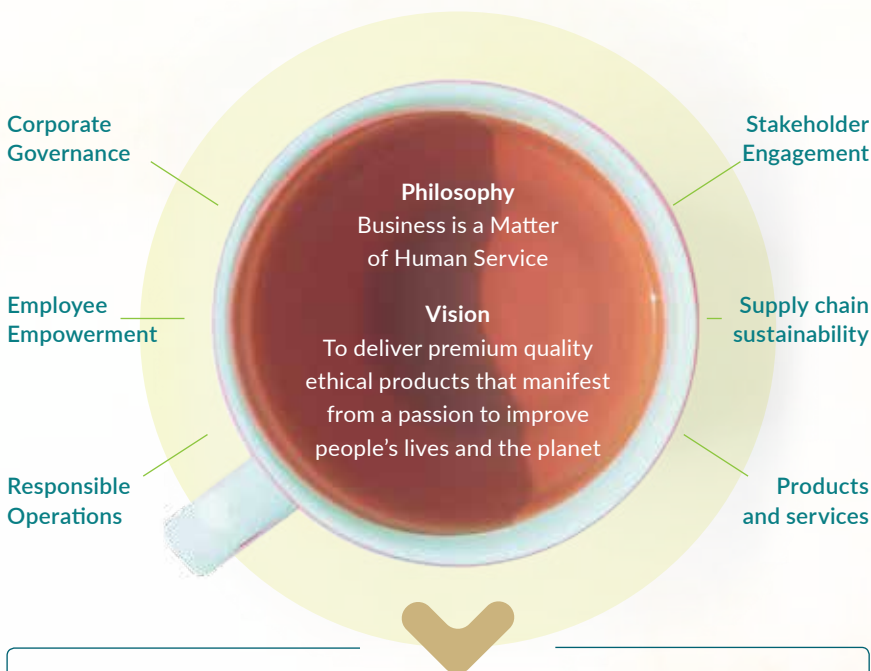 Corporate
Governance
Stakeholder
Engagement
Philosophy
Business is a Matter
of Human Service
Employee
Empowerment
Vision
To deliver premium quality
ethical products that manifest
from a passion to improve
people's lives and the planet
Supply chain
sustainability
Responsible
Operations
Products
and services